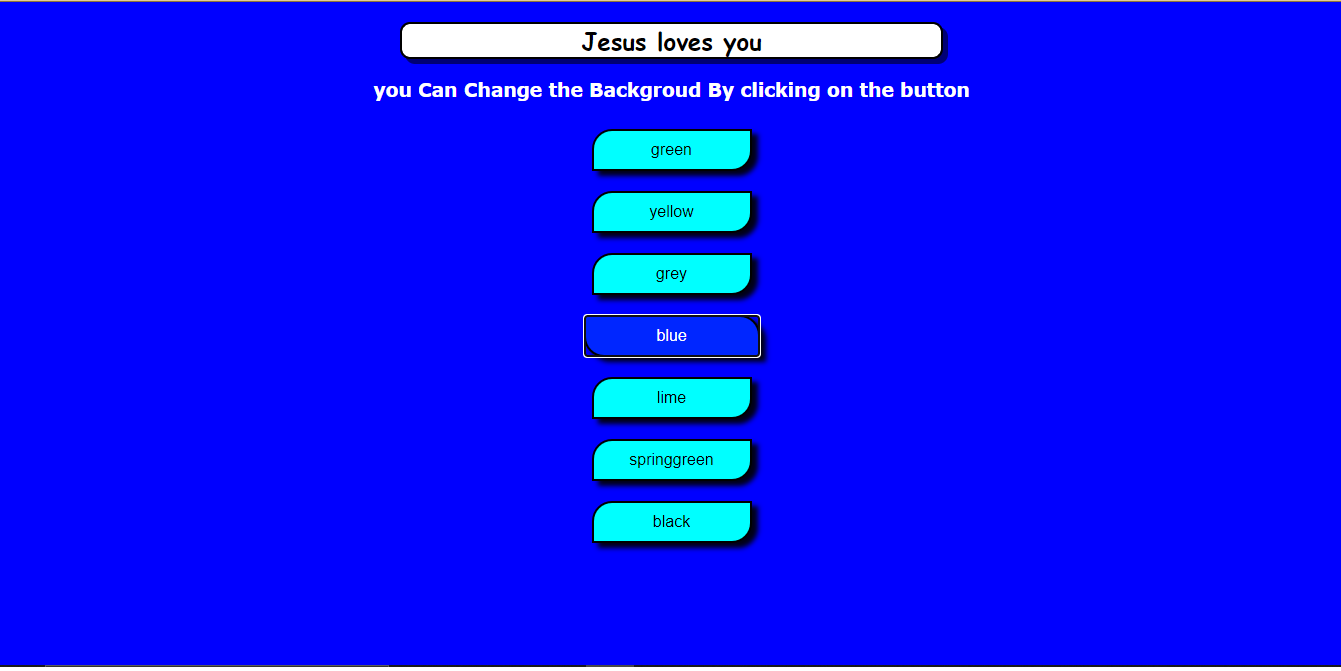 Jesus loves you
you Can Change the Backgroud By clicking on the button
green
yellow
grey
blue
lime
springgreen
black